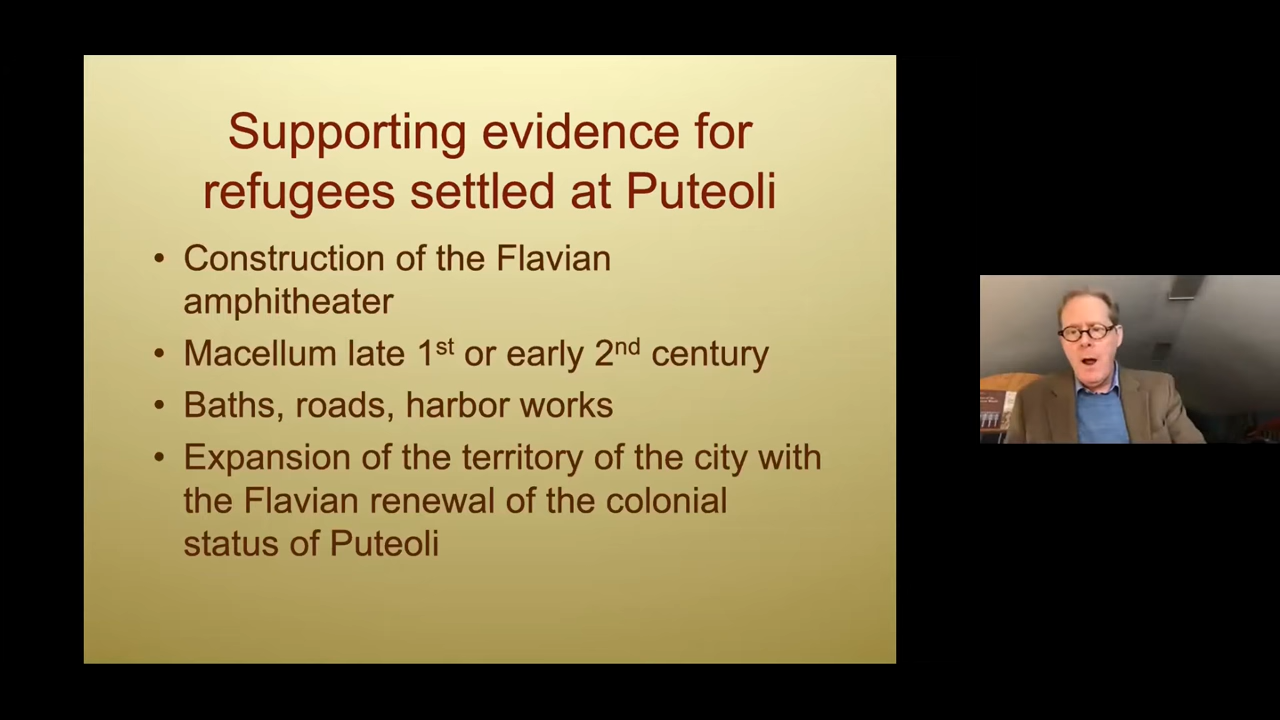 Supporting evidence for
refugees settled at Puteoli
• Construction of the Flavian
amphitheater
• Macellum late 1st or early 2nd century
• Baths, roads, harbor works
• Expansion of the territory of the city with
the Flavian renewal of the colonial
status of Puteoli